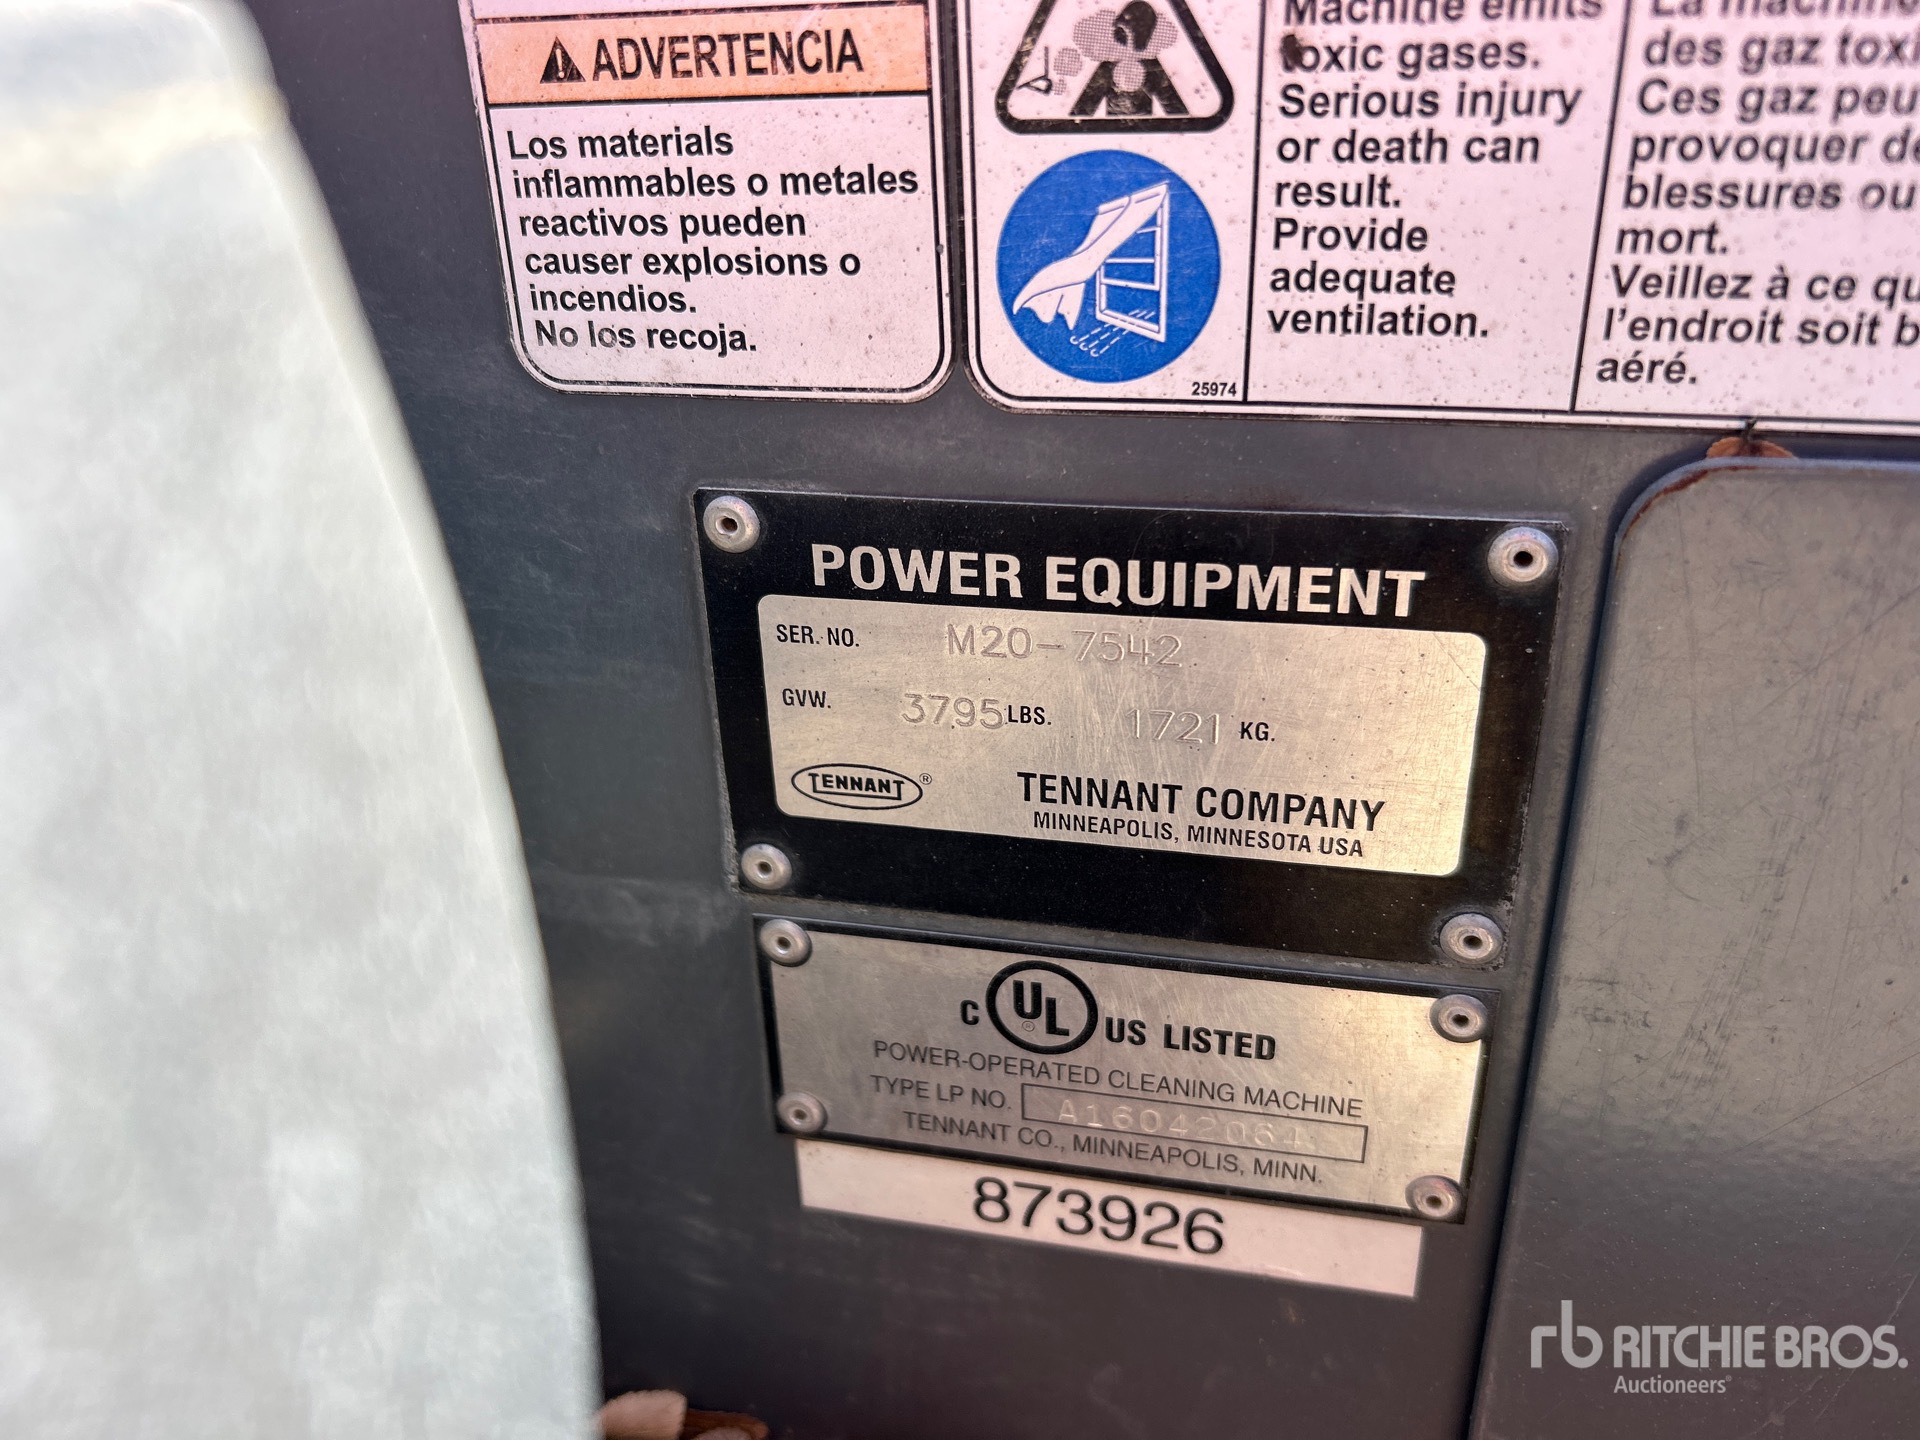 ADVERTENCIA
Los materials
inflammables o metales
reactivos pueden
causer explosions o
incendios.
No los recoja.
Machine emits
toxic gases.
Serious injury
or death can
result.
Provide
adequate
ventilation.
25974
La machine
des gaz toxi
Ces gaz peu
provoquer de
blessures ou
mort.
Veillez à ce qu
l'endroit soit b
aéré.
POWER EQUIPMENT
SER. NO. M20-7542
GVW. 3795 LBS. 1721 KG.
TENNANT®
TENNANT COMPANY
MINNEAPOLIS, MINNESOTA USA
C UL® US LISTED
POWER-OPERATED CLEANING MACHINE
TYPE LP NO. A16042064
TENNANT CO., MINNEAPOLIS, MINN.
873926
rb RITCHIE BROS.
Auctioneers